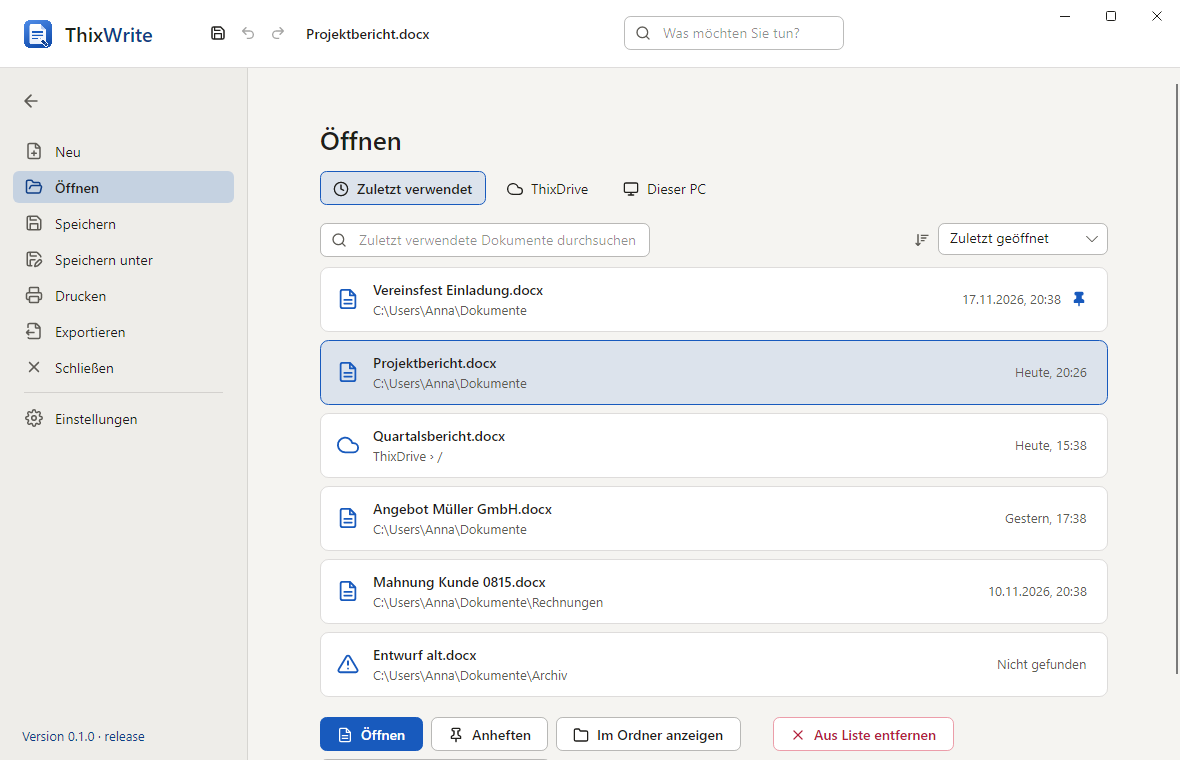 ThixWrite
Projektbericht.docx
Was möchten Sie tun?
Neu
Öffnen
Speichern
Speichern unter
Drucken
Exportieren
Schließen
Einstellungen
Version 0.1.0 · release
Öffnen
Zuletzt verwendet
ThixDrive
Dieser PC
Zuletzt verwendete Dokumente durchsuchen
Zuletzt geöffnet
Vereinsfest Einladung.docx
C:\Users\Anna\Dokumente
17.11.2026, 20:38
Projektbericht.docx
C:\Users\Anna\Dokumente
Heute, 20:26
Quartalsbericht.docx
ThixDrive › /
Heute, 15:38
Angebot Müller GmbH.docx
C:\Users\Anna\Dokumente
Gestern, 17:38
Mahnung Kunde 0815.docx
C:\Users\Anna\Dokumente\Rechnungen
10.11.2026, 20:38
Entwurf alt.docx
C:\Users\Anna\Dokumente\Archiv
Nicht gefunden
Öffnen
Anheften
Im Ordner anzeigen
Aus Liste entfernen